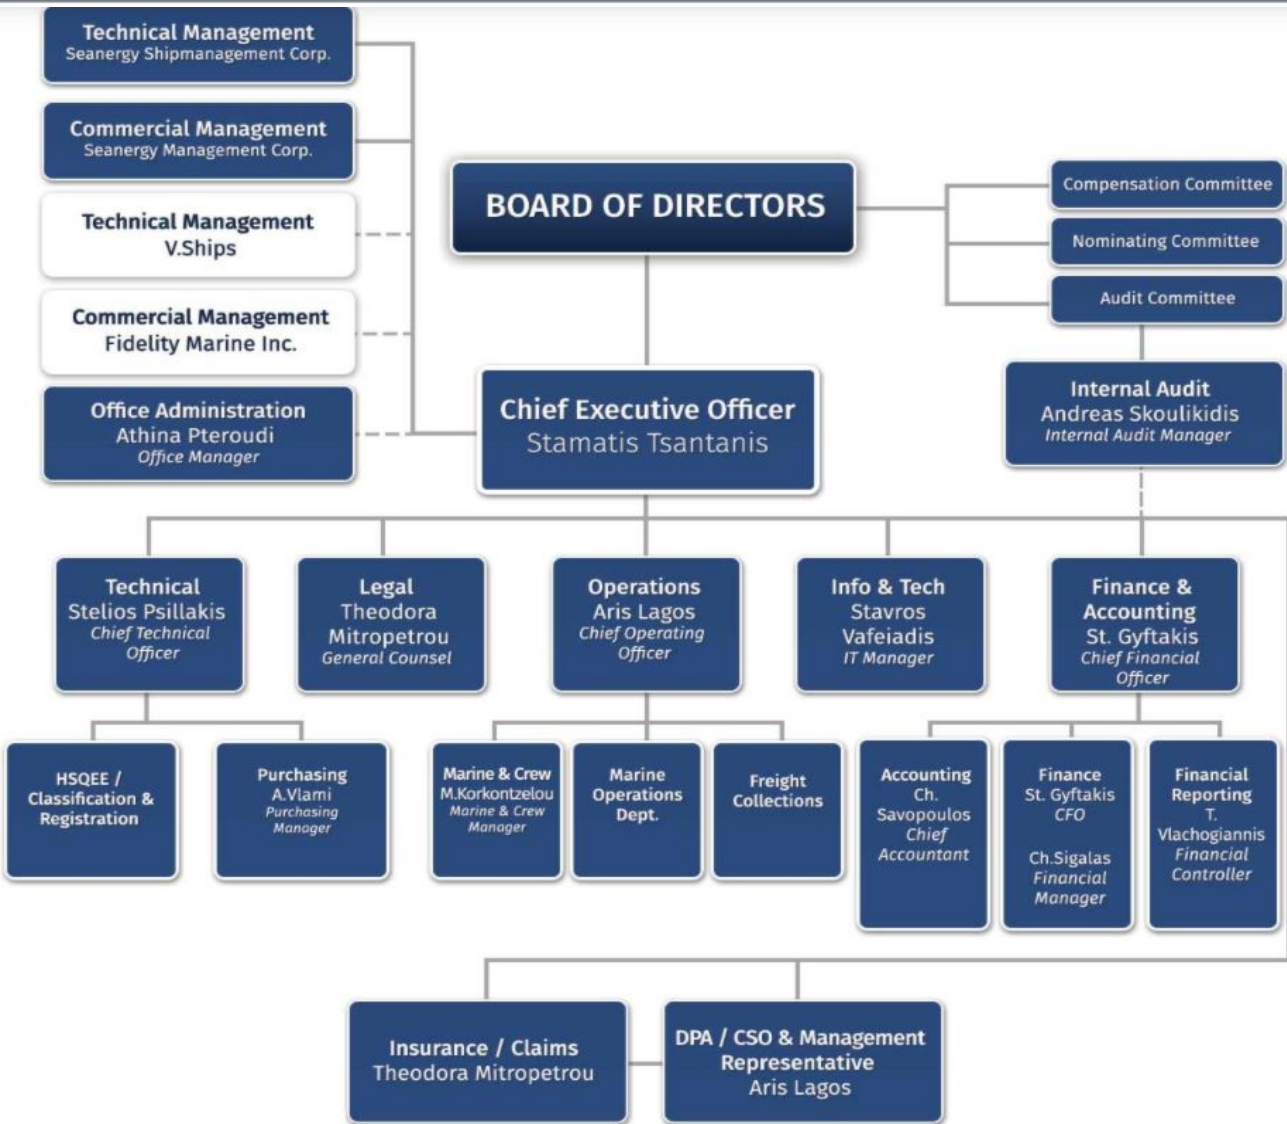 Technical Management
Seanergy Shipmanagement Corp.
Commercial Management
Seanergy Management Corp.
Technical Management
V.Ships
Commercial Management
Fidelity Marine Inc.
Office Administration
Athina Pteroudi
Office Manager
BOARD OF DIRECTORS
Compensation Committee
Nominating Committee
Audit Committee
Internal Audit
Andreas Skoulikidis
Internal Audit Manager
Chief Executive Officer
Stamatis Tsantanis
Technical
Stelios Psillakis
Chief Technical
Officer
Legal
Theodora
Mitropetrou
General Counsel
Operations
Aris Lagos
Chief Operating
Officer
Info & Tech
Stavros
Vafeiadis
IT Manager
Finance &
Accounting
St. Gyftakis
Chief Financial
Officer
HSQEE /
Classification &
Registration
Purchasing
A.Vlami
Purchasing
Manager
Marine & Crew
M.Korkontzelou
Marine & Crew
Manager
Marine
Operations
Dept.
Freight
Collections
Accounting
Ch.
Savopoulos
Chief
Accountant
Finance
St. Gyftakis
CFO
Ch.Sigalas
Financial
Manager
Financial
Reporting
T.
Vlachogiannis
Financial
Controller
Insurance / Claims
Theodora Mitropetrou
DPA / CSO & Management
Representative
Aris Lagos